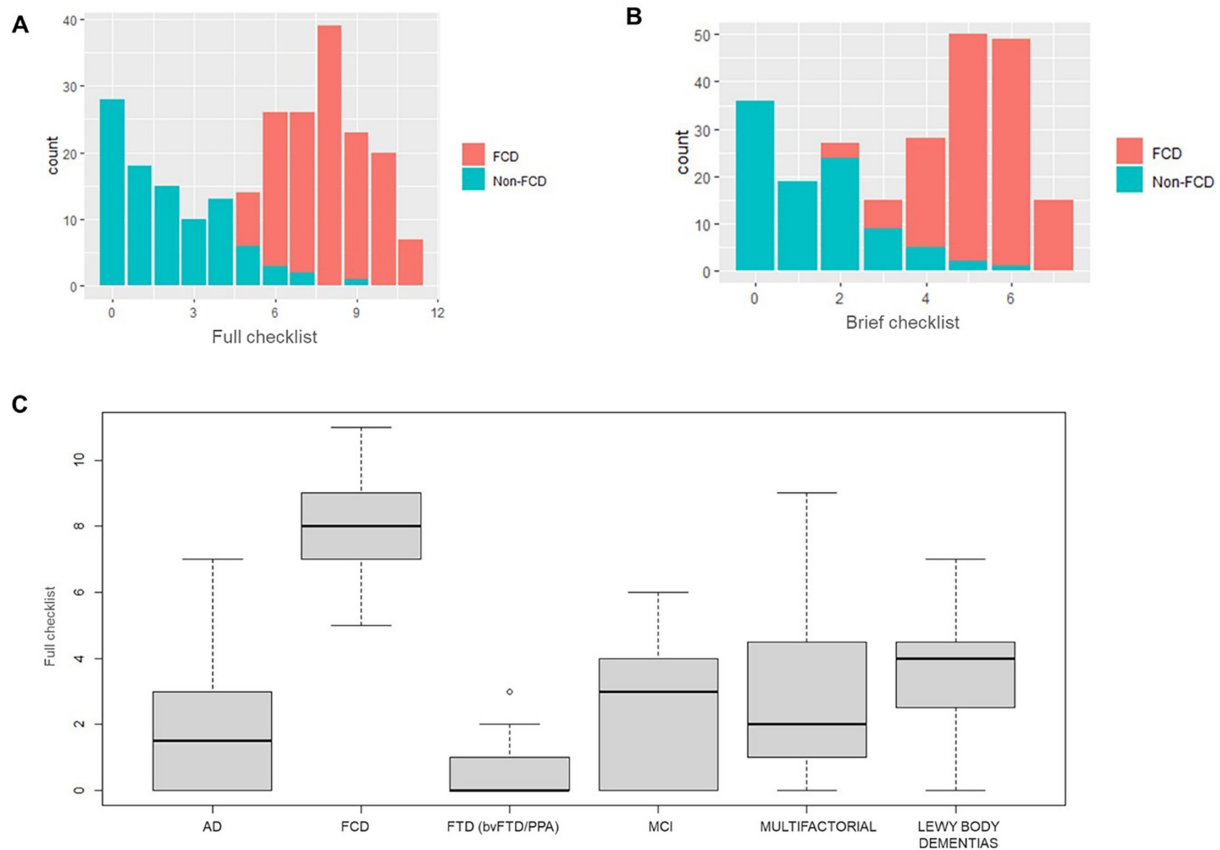 A
40
30
20
10
0
count
0 3 6 9 12
Full checklist
FCD
Non-FCD
B
50
40
30
20
10
0
count
0 2 4 6
Brief checklist
FCD
Non-FCD
C
10
8
6
4
2
0
Full checklist
AD FCD FTD (bvFTD/PPA) MCI MULTIFACTORIAL LEWY BODY
DEMENTIAS